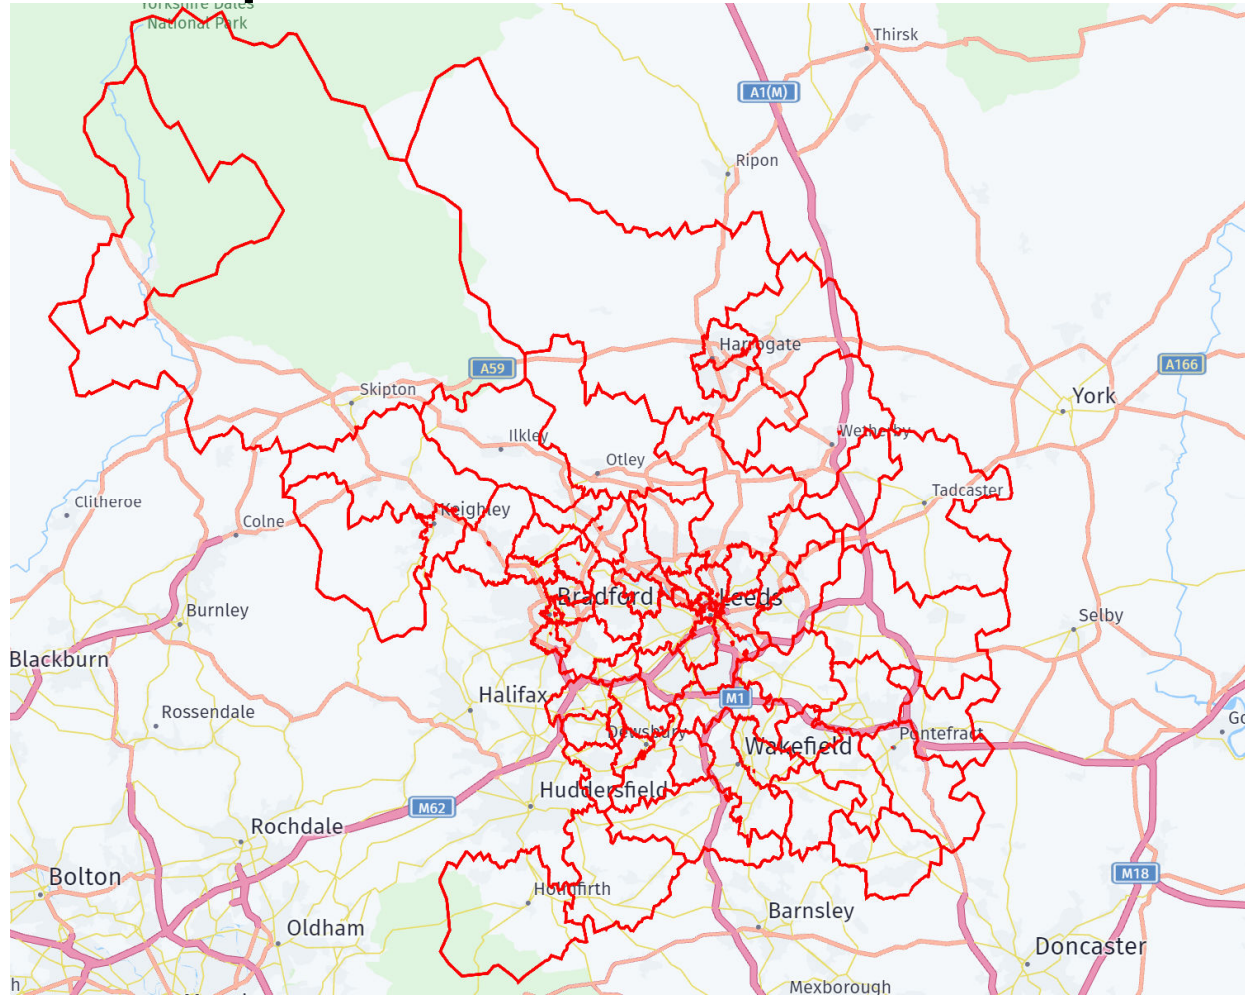 Yorkshire Dales
National Park
Thirsk
A1(M)
Ripon
Harrogate
A59
A166
Skipton
York
Ilkley
Wetherby
Otley
Clitheroe
Tadcaster
Colne
Keighley
Bradford
Leeds
Burnley
Selby
Blackburn
Halifax
M1
Rossendale
Dewsbury
Pontefract
Wakefield
Huddersfield
M62
Rochdale
Bolton
M18
Holmfirth
Barnsley
Oldham
Doncaster
Mexborough